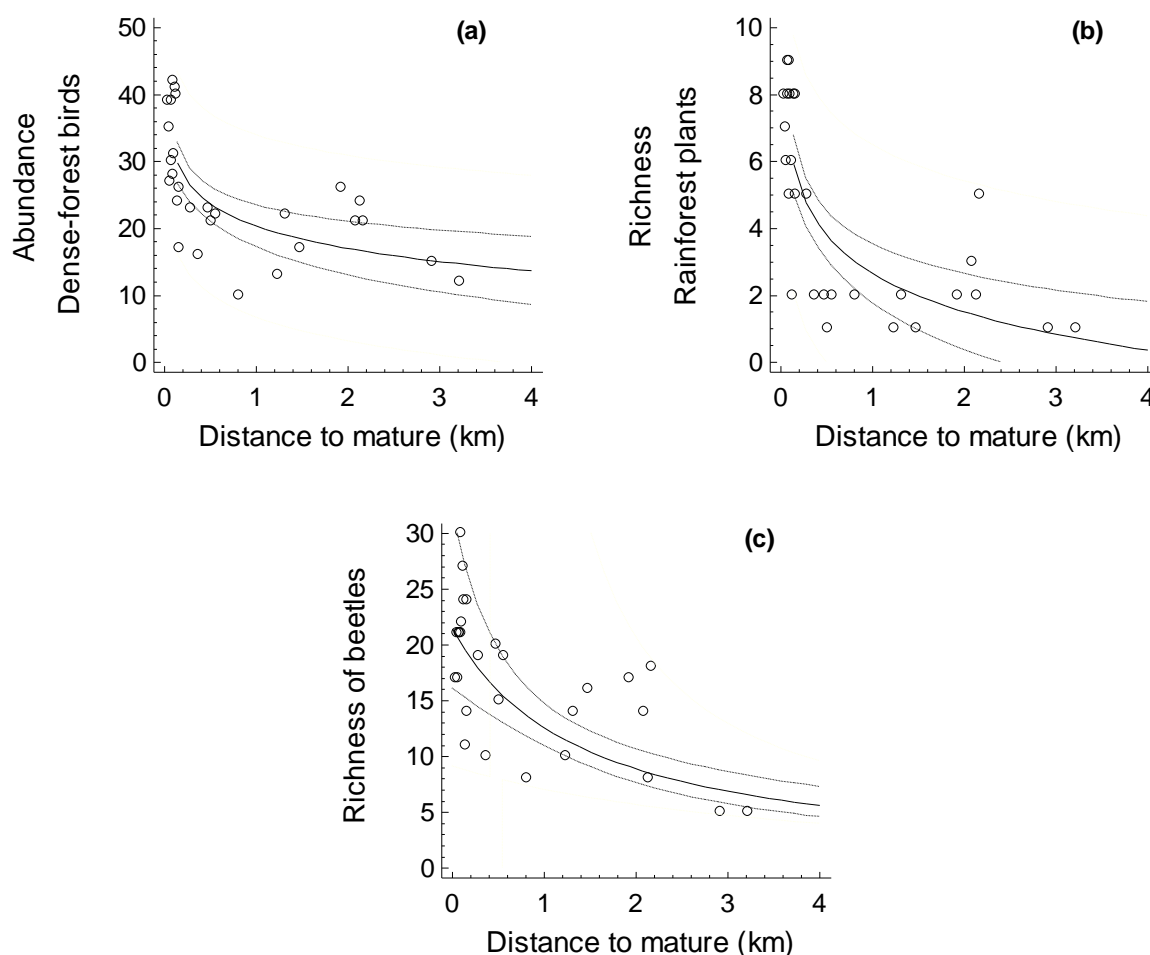 (a)
Abundance
Dense-forest birds
50
40
30
20
10
0
0 1 2 3 4
Distance to mature (km)
(b)
Richness
Rainforest plants
10
8
6
4
2
0
0 1 2 3 4
Distance to mature (km)
(c)
Richness of beetles
30
25
20
15
10
5
0
0 1 2 3 4
Distance to mature (km)